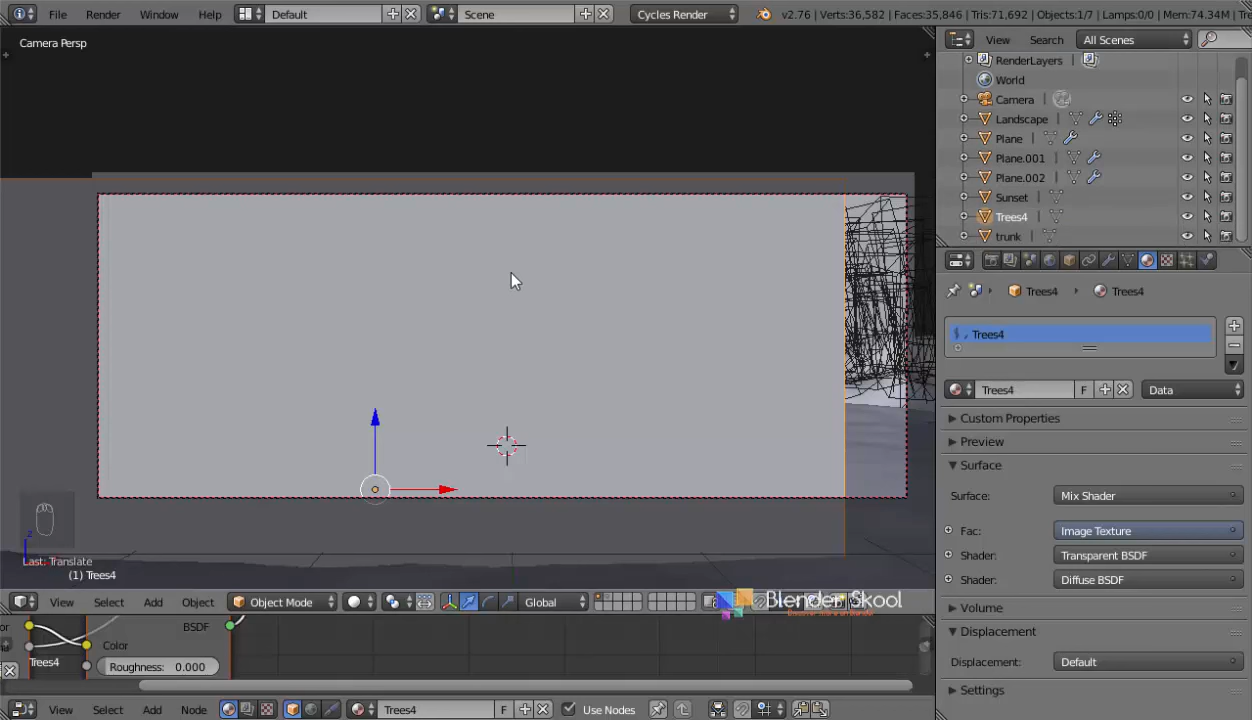 File Render Window Help Default Scene Cycles Render v2.76 | Verts:36,582 | Faces:35,846 | Tris:71,692 | Objects:1/7 | Lamps:0/0 | Mem:74.34M | Tre
Camera Persp
View Search All Scenes
RenderLayers
World
Camera
Landscape
Plane
Plane.001
Plane.002
Sunset
Trees4
trunk
Trees4 Trees4
Trees4
Trees4 F Data
Custom Properties
Preview
Surface
Surface: Mix Shader
Fac: Image Texture
Shader: Transparent BSDF
Shader: Diffuse BSDF
Volume
Displacement
Displacement: Default
Settings
z
Last: Translate
(1) Trees4
View Select Add Object Object Mode Global
Blender Skool
BSDF
Color
Roughness: 0.000
Trees4
View Select Add Node Trees4 F Use Nodes